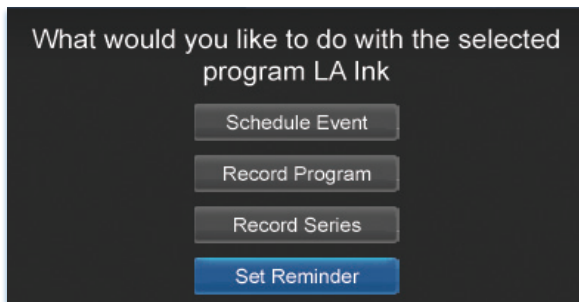 What would you like to do with the selected
program LA Ink
Schedule Event
Record Program
Record Series
Set Reminder